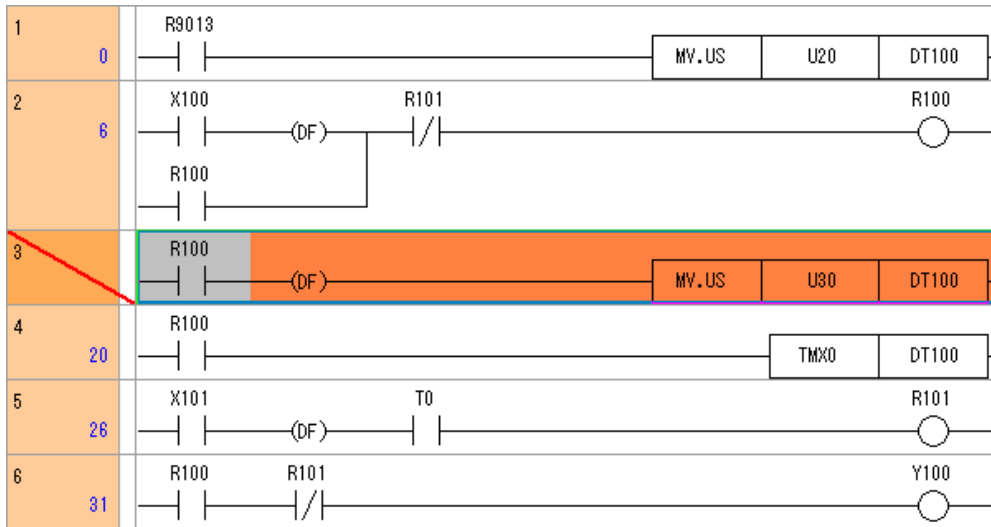 1 R9013
0 MV.US U20 DT100
2 X100 R101 R100
6 (DF)
R100
3 R100
(DF) MV.US U30 DT100
4 R100
20 TMX0 DT100
5 X101 T0 R101
26 (DF)
6 R100 R101 Y100
31